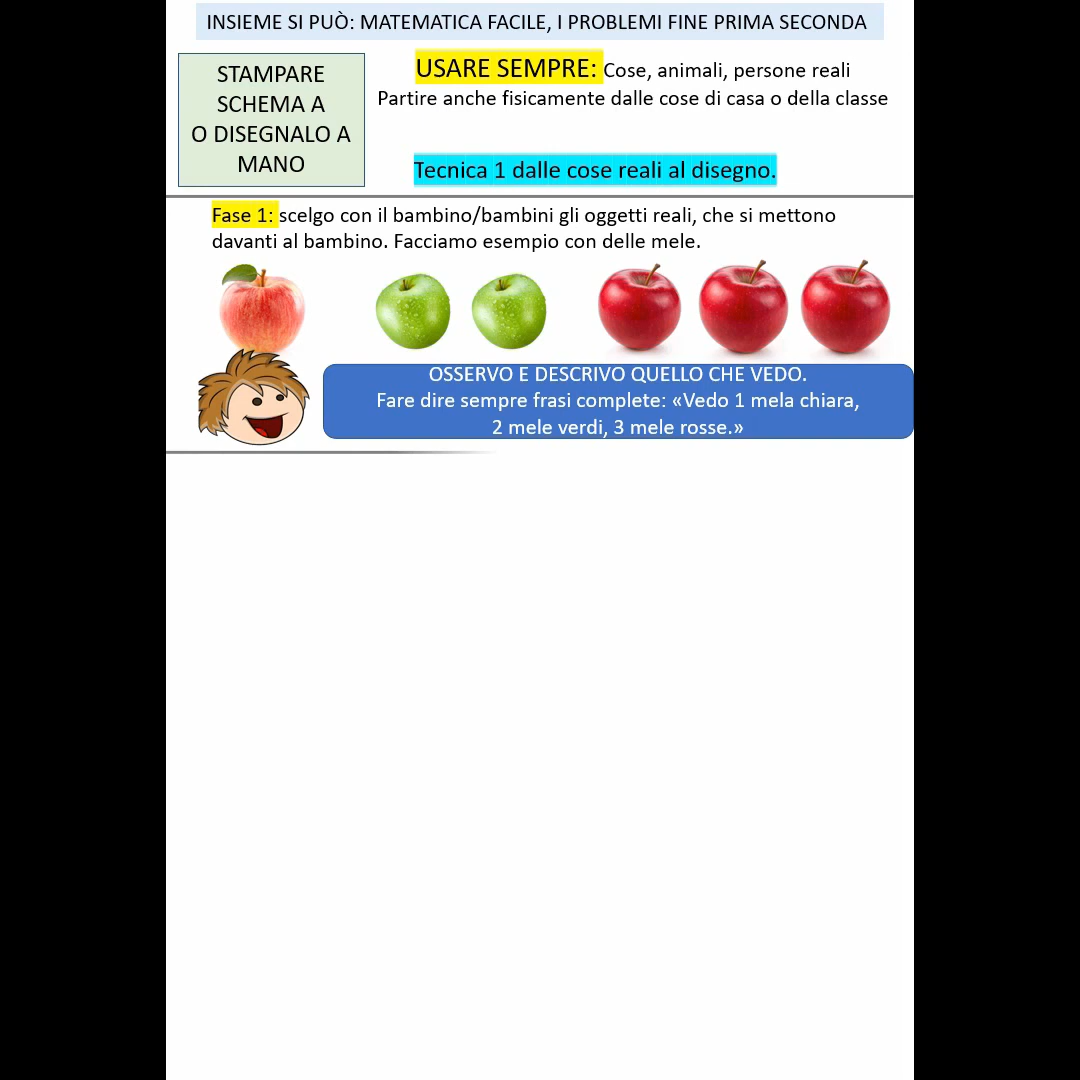 INSIEME SI PUÒ: MATEMATICA FACILE, I PROBLEMI FINE PRIMA SECONDA
STAMPARE
SCHEMA A
O DISEGNALO A
MANO
USARE SEMPRE: Cose, animali, persone reali
Partire anche fisicamente dalle cose di casa o della classe
Tecnica 1 dalle cose reali al disegno.
Fase 1: scelgo con il bambino/bambini gli oggetti reali, che si mettono
davanti al bambino. Facciamo esempio con delle mele.
OSSERVO E DESCRIVO QUELLO CHE VEDO.
Fare dire sempre frasi complete: «Vedo 1 mela chiara,
2 mele verdi, 3 mele rosse.»